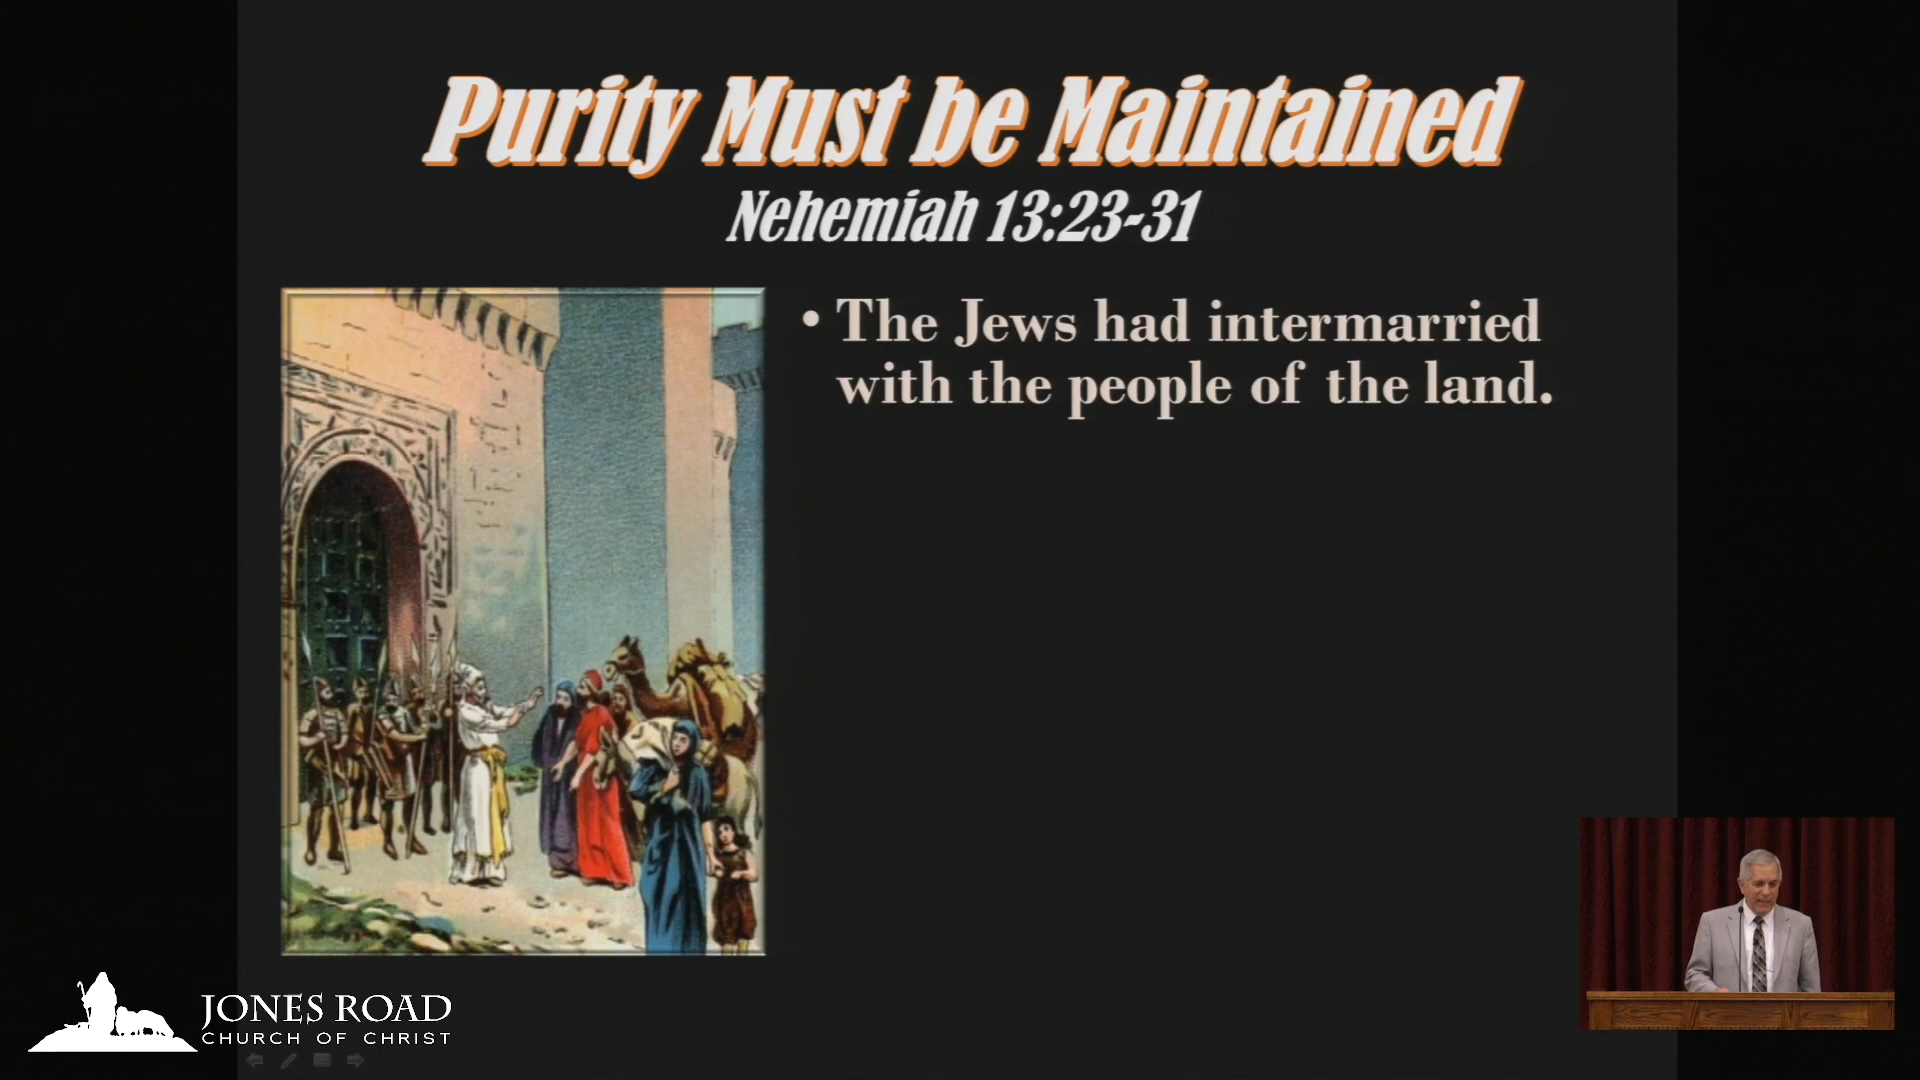 Purity Must be Maintained
Nehemiah 13:23-31
• The Jews had intermarried
with the people of the land.
JONES ROAD
CHURCH OF CHRIST